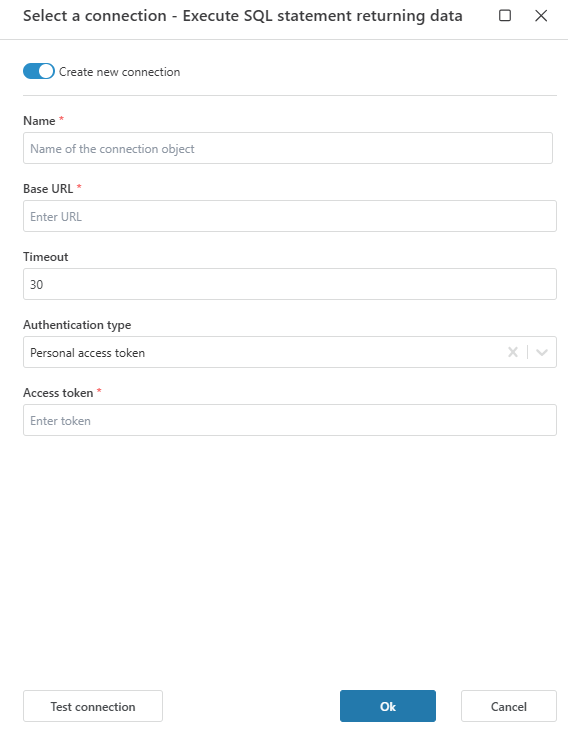 Select a connection - Execute SQL statement returning data
Create new connection
Name *
Name of the connection object
Base URL *
Enter URL
Timeout
30
Authentication type
Personal access token
Access token *
Enter token
Test connection
Ok
Cancel